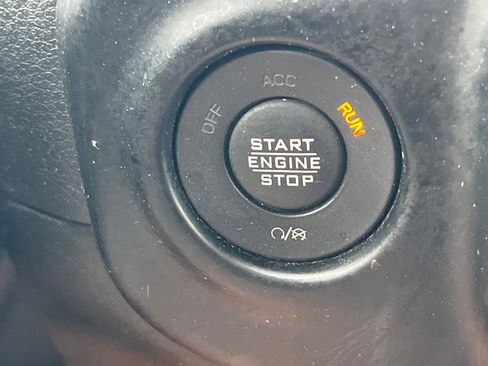 OFF
ACC
RUN
START
ENGINE
STOP